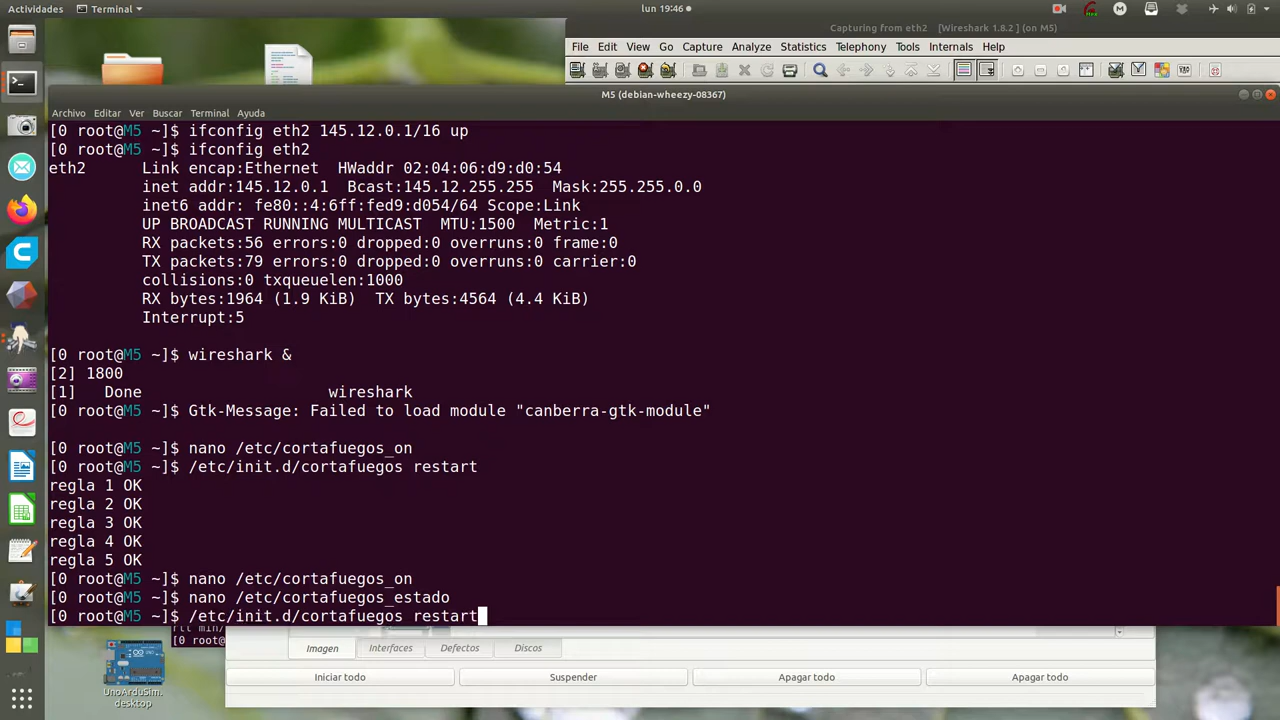 Actividades
Terminal
lun 19:46
Capturing from eth2 [Wireshark 1.8.2 ] (on M5)
File Edit View Go Capture Analyze Statistics Telephony Tools Internals Help
M5 (debian-wheezy-08367)
Archivo Editar Ver Buscar Terminal Ayuda
[0 root@M5 ~]$ ifconfig eth2 145.12.0.1/16 up
[0 root@M5 ~]$ ifconfig eth2
eth2 Link encap:Ethernet HWaddr 02:04:06:d9:d0:54
inet addr:145.12.0.1 Bcast:145.12.255.255 Mask:255.255.0.0
inet6 addr: fe80::4:6ff:fed9:d054/64 Scope:Link
UP BROADCAST RUNNING MULTICAST MTU:1500 Metric:1
RX packets:56 errors:0 dropped:0 overruns:0 frame:0
TX packets:79 errors:0 dropped:0 overruns:0 carrier:0
collisions:0 txqueuelen:1000
RX bytes:1964 (1.9 KiB) TX bytes:4564 (4.4 KiB)
Interrupt:5
[0 root@M5 ~]$ wireshark &
[2] 1800
[1] Done wireshark
[0 root@M5 ~]$ Gtk-Message: Failed to load module "canberra-gtk-module"
[0 root@M5 ~]$ nano /etc/cortafuegos_on
[0 root@M5 ~]$ /etc/init.d/cortafuegos restart
regla 1 OK
regla 2 OK
regla 3 OK
regla 4 OK
regla 5 OK
[0 root@M5 ~]$ nano /etc/cortafuegos_on
[0 root@M5 ~]$ nano /etc/cortafuegos_estado
[0 root@M5 ~]$ /etc/init.d/cortafuegos restart
rtt min/
[0 root@
Imagen Interfaces Defectos Discos
Iniciar todo Suspender Apagar todo Apagar todo
UnoArduSim.
desktop